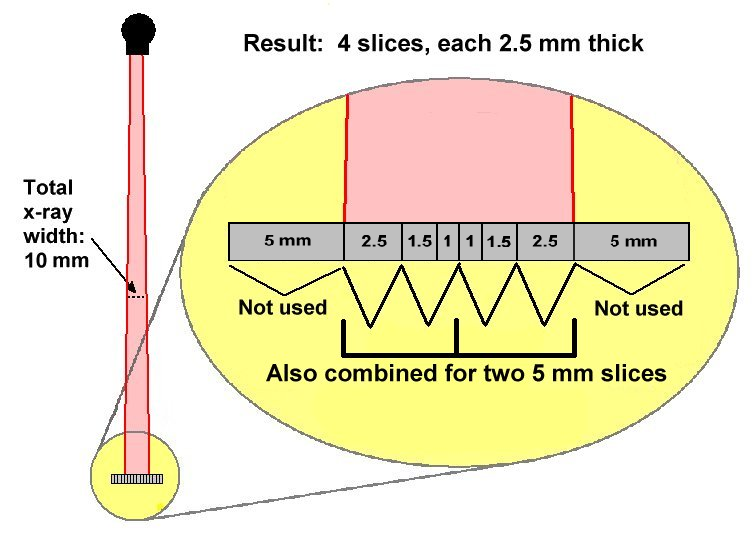 Result:  4 slices, each 2.5 mm thick
Total
x-ray
width:
10 mm
5 mm 2.5 1.5 1 1 1.5 2.5 5 mm
Not used Not used
Also combined for two 5 mm slices